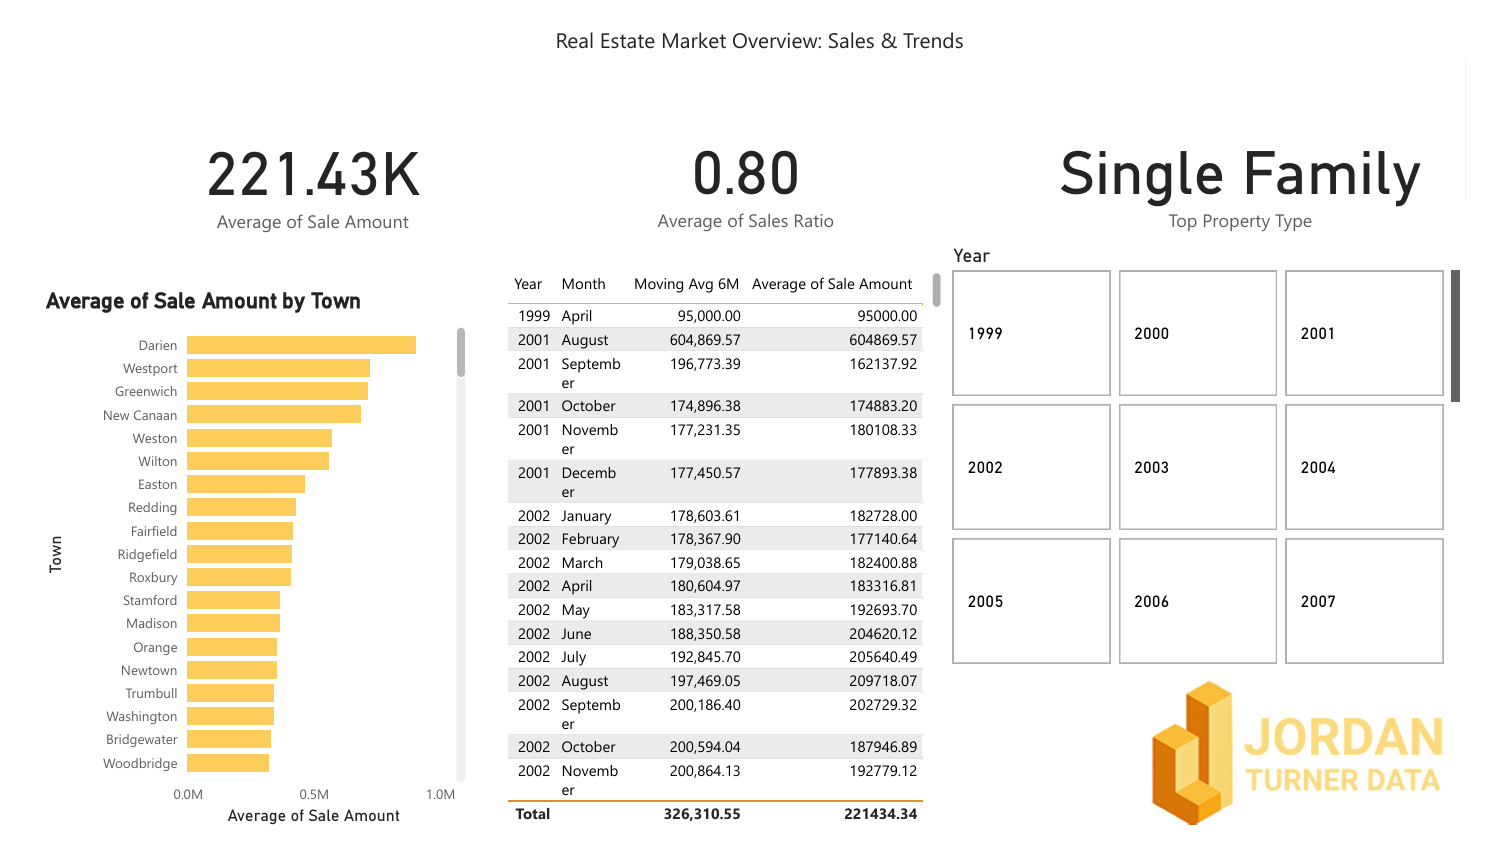 Real Estate Market Overview: Sales & Trends
221.43K
Average of Sale Amount
0.80
Average of Sales Ratio
Single Family
Top Property Type
Average of Sale Amount by Town
Town
Darien
Westport
Greenwich
New Canaan
Weston
Wilton
Easton
Redding
Fairfield
Ridgefield
Roxbury
Stamford
Madison
Orange
Newtown
Trumbull
Washington
Bridgewater
Woodbridge
0.0M 0.5M 1.0M
Average of Sale Amount
Year Month Moving Avg 6M Average of Sale Amount
1999 April 95,000.00 95000.00
2001 August 604,869.57 604869.57
2001 Septemb 196,773.39 162137.92
er
2001 October 174,896.38 174883.20
2001 Novemb 177,231.35 180108.33
er
2001 Decemb 177,450.57 177893.38
er
2002 January 178,603.61 182728.00
2002 February 178,367.90 177140.64
2002 March 179,038.65 182400.88
2002 April 180,604.97 183316.81
2002 May 183,317.58 192693.70
2002 June 188,350.58 204620.12
2002 July 192,845.70 205640.49
2002 August 197,469.05 209718.07
2002 Septemb 200,186.40 202729.32
er
2002 October 200,594.04 187946.89
2002 Novemb 200,864.13 192779.12
er
Total 326,310.55 221434.34
Year
1999 2000 2001
2002 2003 2004
2005 2006 2007
JORDAN
TURNER DATA